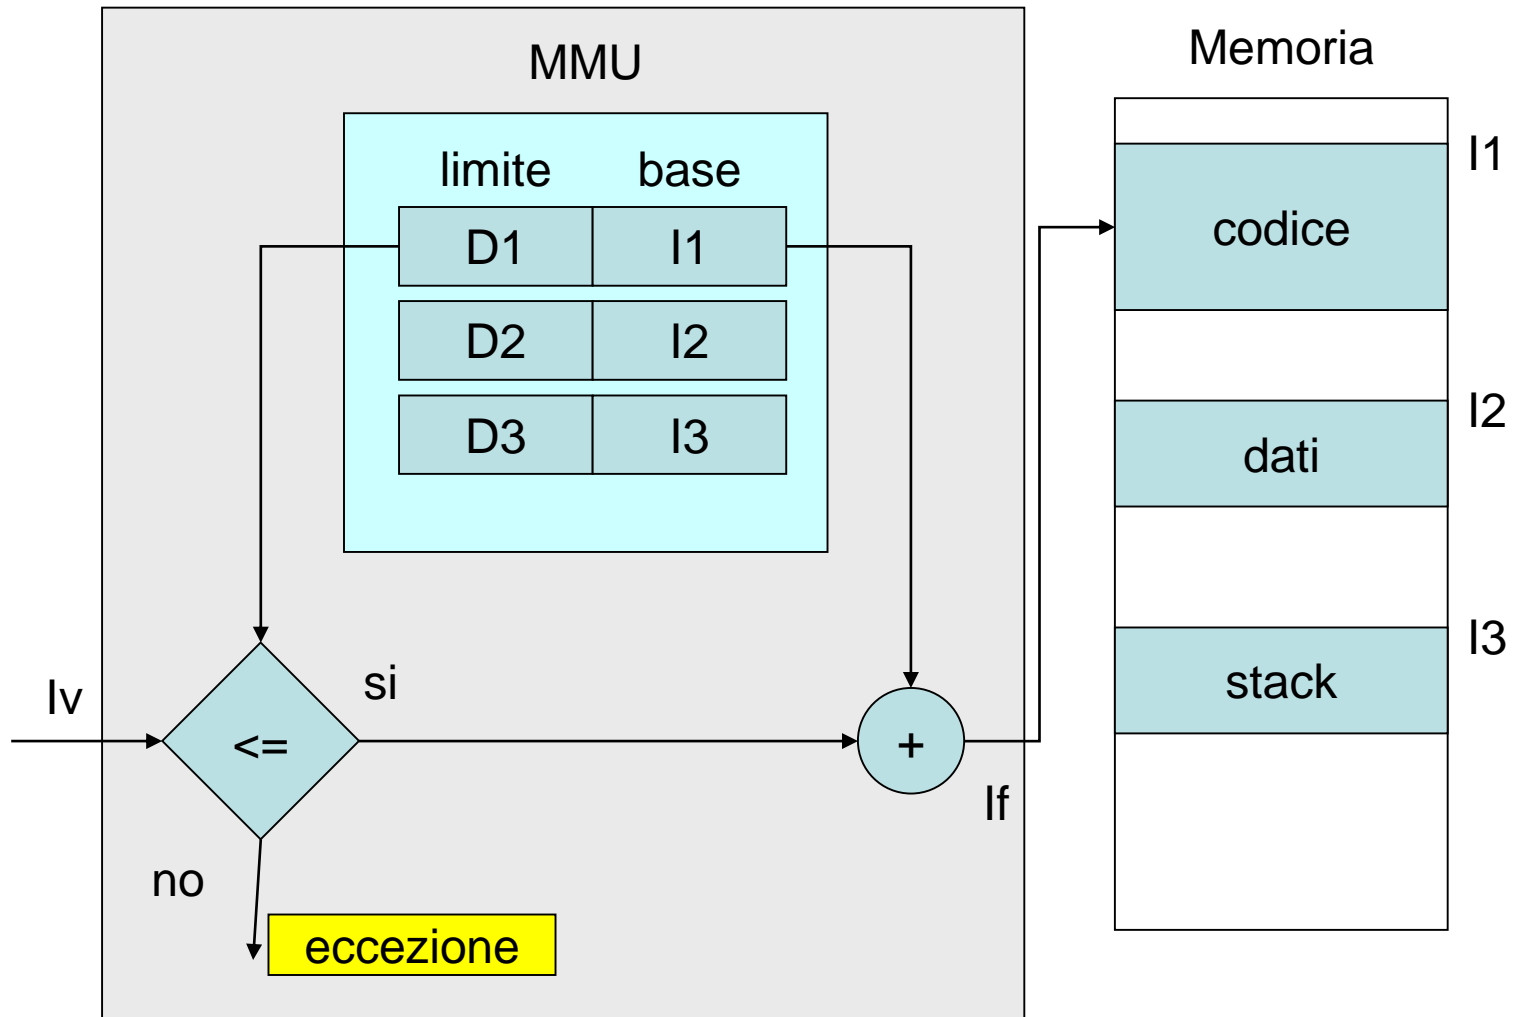 MMU
Memoria
limite base
D1 I1
D2 I2
D3 I3
I1
codice
I2
dati
I3
stack
Iv
si
<=
+
If
no
eccezione